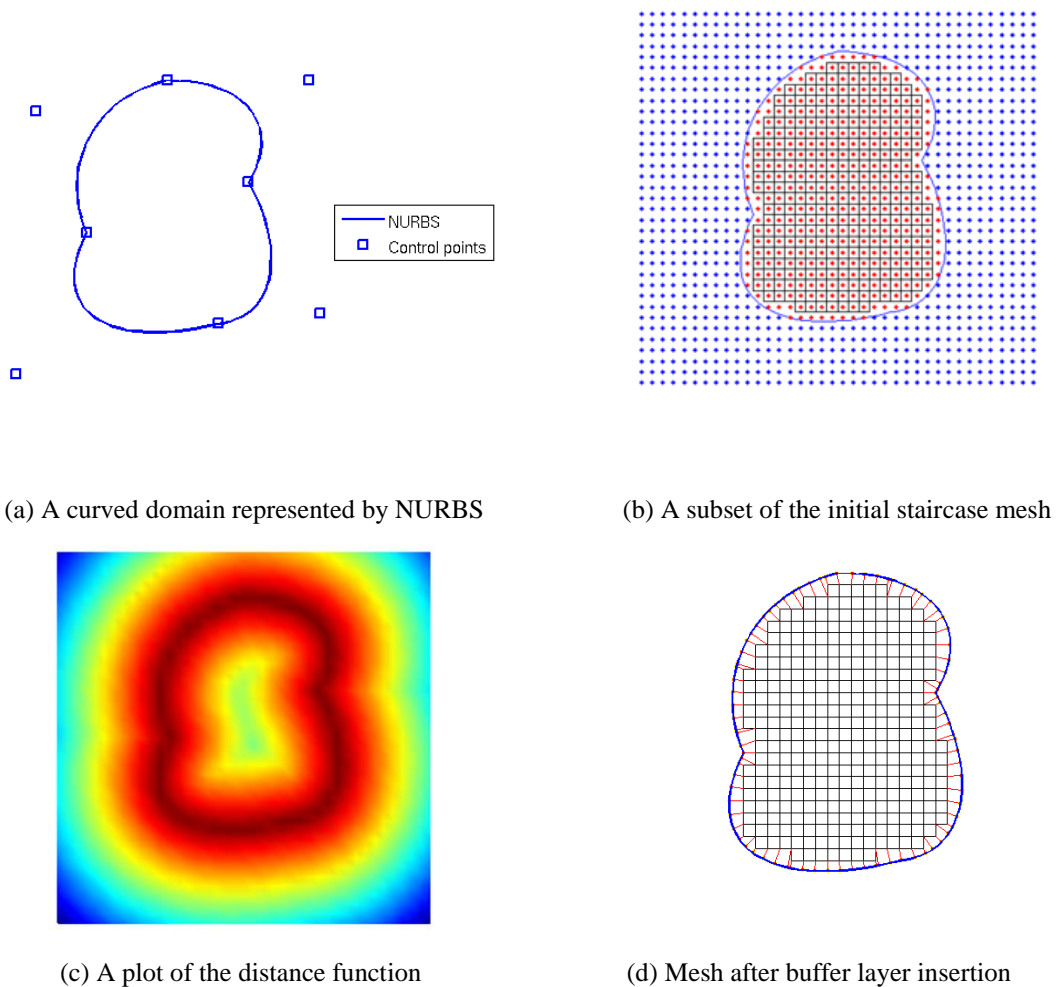 NURBS
Control points
(a) A curved domain represented by NURBS
(b) A subset of the initial staircase mesh
(c) A plot of the distance function
(d) Mesh after buffer layer insertion